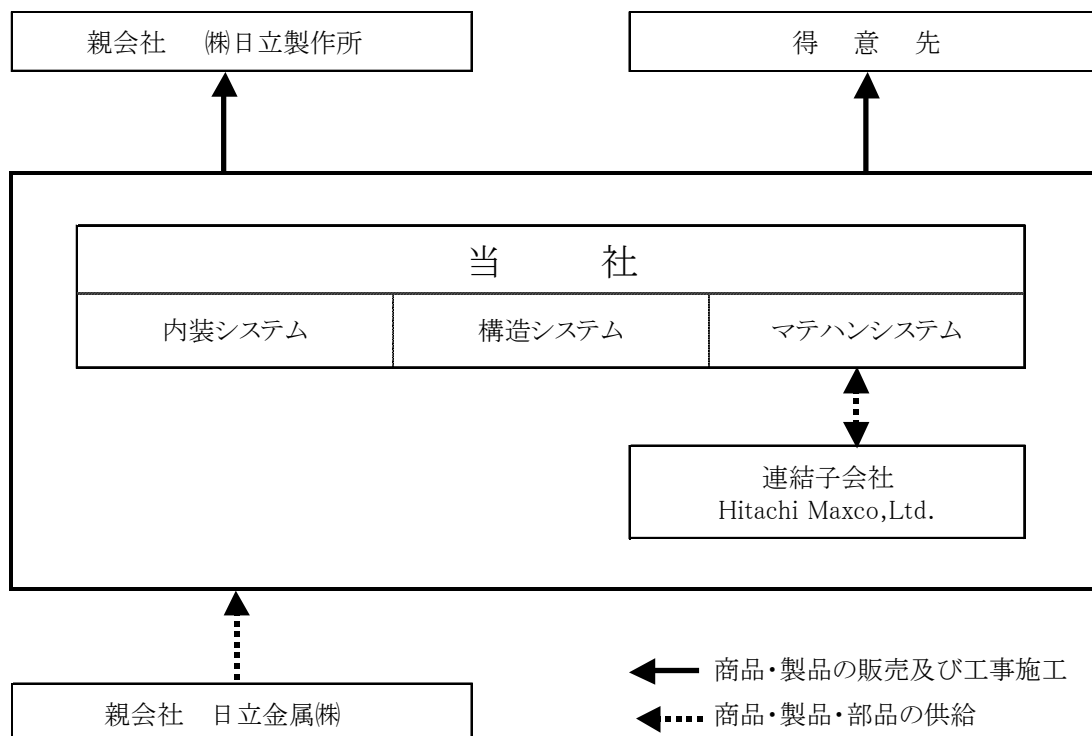 親会社　㈱日立製作所
得　意　先
当　社
内装システム
構造システム
マテハンシステム
連結子会社
Hitachi Maxco,Ltd.
商品・製品の販売及び工事施工
親会社　日立金属㈱
商品・製品・部品の供給